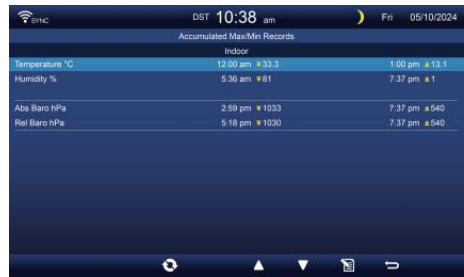 SYNC DST 10:38 am Fri 05/10/2024
Accumulated Max/Min Records
Indoor
Temperature °C 12:00 am 33.3 1:00 pm 13.1
Humidity % 5:36 am 81 7:37 pm 1
Abs Baro hPa 2:59 pm 1033 7:37 pm 540
Rel Baro hPa 5:18 pm 1030 7:37 pm 540